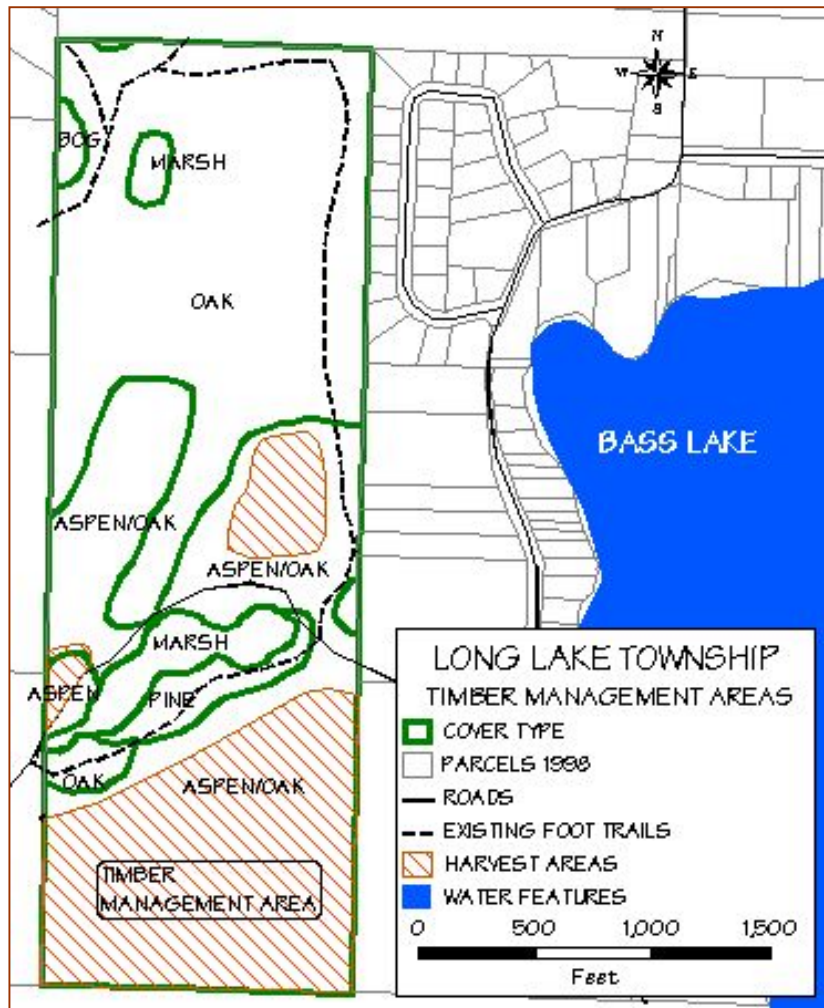 N
W E
S
BOG
MARSH
OAK
BASS LAKE
ASPEN/OAK
ASPEN/OAK
MARSH
ASPEN
PINE
OAK
ASPEN/OAK
TIMBER
MANAGEMENT AREA
LONG LAKE TOWNSHIP
TIMBER MANAGEMENT AREAS
COVER TYPE
PARCELS 1998
ROADS
EXISTING FOOT TRAILS
HARVEST AREAS
WATER FEATURES
0 500 1,000 1,500
Feet